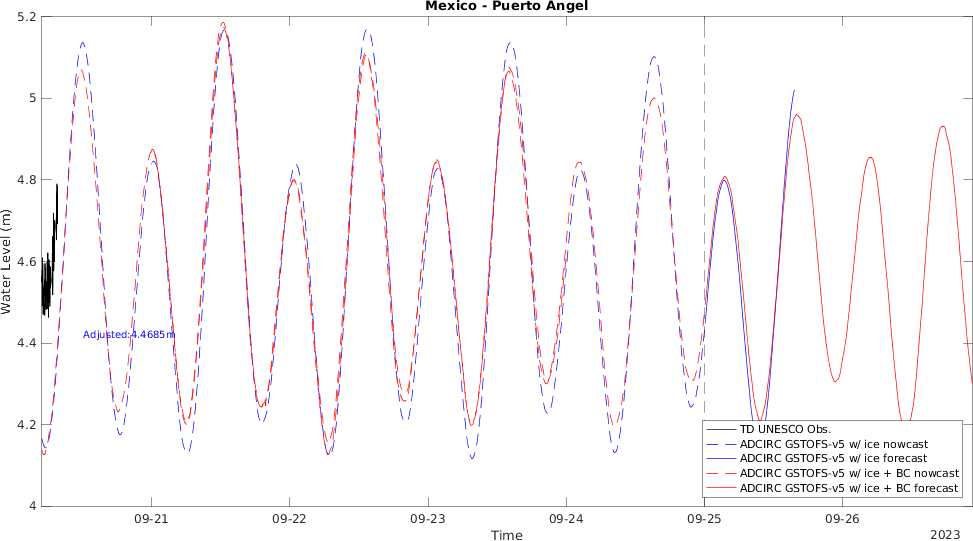 Mexico - Puerto Angel
5.2
5
4.8
4.6
4.4
4.2
4
Water Level (m)
Adjusted:4.4685m
TD UNESCO Obs.
ADCIRC GSTOFS-v5 w/ ice nowcast
ADCIRC GSTOFS-v5 w/ ice forecast
ADCIRC GSTOFS-v5 w/ ice + BC nowcast
ADCIRC GSTOFS-v5 w/ ice + BC forecast
09-21 09-22 09-23 09-24 09-25 09-26
Time
2023